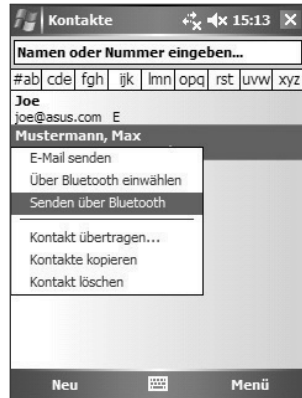 Kontakte 15:13
Namen oder Nummer eingeben...
#ab cde fgh ijk lmn opq rst uvw xyz
Joe
joe@asus.com E
Mustermann, Max
E-Mail senden
Über Bluetooth einwählen
Senden über Bluetooth
Kontakt übertragen...
Kontakte kopieren
Kontakt löschen
Neu Menü